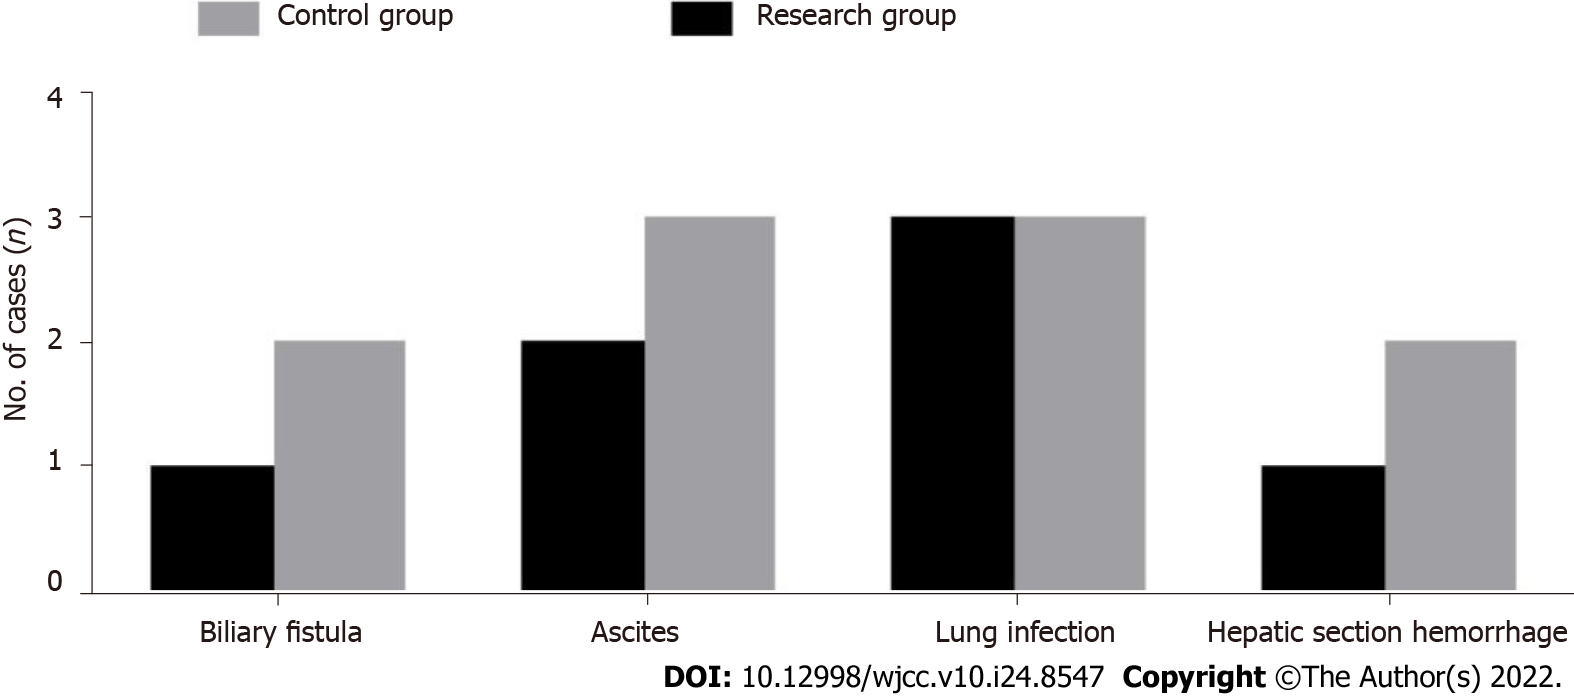 Control group
Research group
No. of cases (n)
4
3
2
1
0
Biliary fistula
Ascites
Lung infection
Hepatic section hemorrhage
DOI: 10.12998/wjcc.v10.i24.8547 Copyright ©The Author(s) 2022.